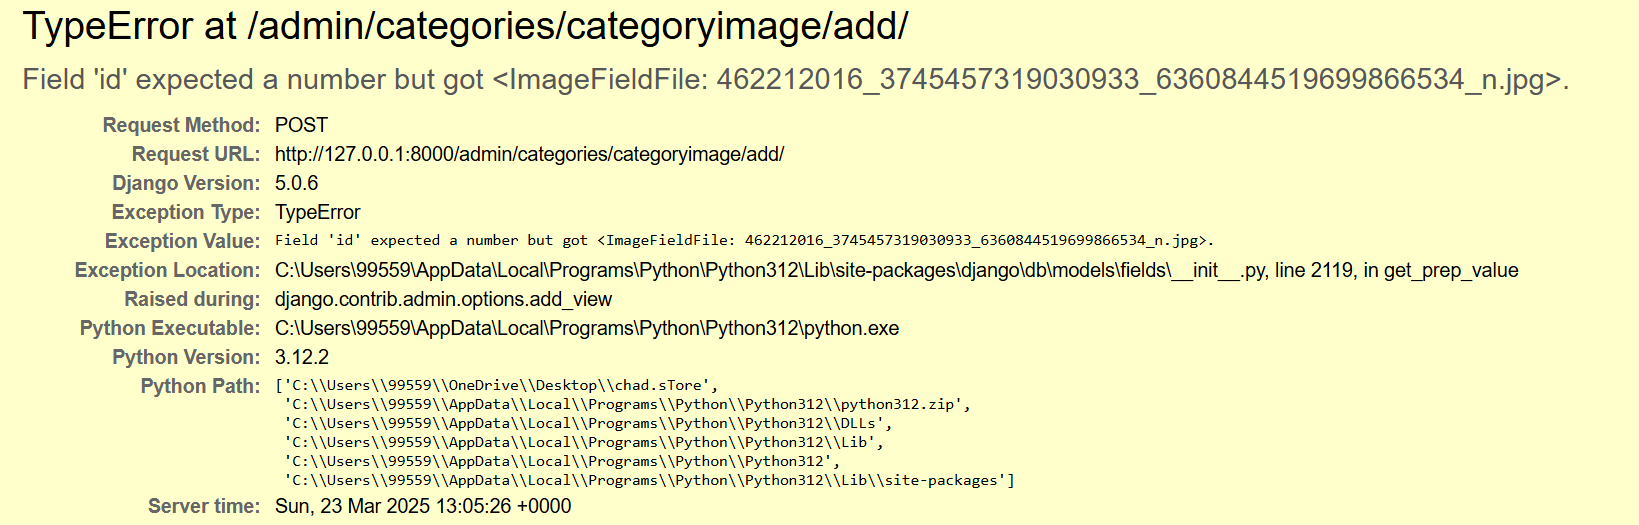 TypeError at /admin/categories/categoryimage/add/
Field 'id' expected a number but got <ImageFieldFile: 462212016_3745457319030933_6360844519699866534_n.jpg>.
Request Method: POST
Request URL: http://127.0.0.1:8000/admin/categories/categoryimage/add/
Django Version: 5.0.6
Exception Type: TypeError
Exception Value: Field 'id' expected a number but got <ImageFieldFile: 462212016_3745457319030933_6360844519699866534_n.jpg>.
Exception Location: C:\Users\99559\AppData\Local\Programs\Python\Python312\Lib\site-packages\django\db\models\fields\__init__.py, line 2119, in get_prep_value
Raised during: django.contrib.admin.options.add_view
Python Executable: C:\Users\99559\AppData\Local\Programs\Python\Python312\python.exe
Python Version: 3.12.2
Python Path: ['C:\\Users\\99559\\OneDrive\\Desktop\\chad.sTore',
'C:\\Users\\99559\\AppData\\Local\\Programs\\Python\\Python312\\python312.zip',
'C:\\Users\\99559\\AppData\\Local\\Programs\\Python\\Python312\\DLLs',
'C:\\Users\\99559\\AppData\\Local\\Programs\\Python\\Python312\\Lib',
'C:\\Users\\99559\\AppData\\Local\\Programs\\Python\\Python312',
'C:\\Users\\99559\\AppData\\Local\\Programs\\Python\\Python312\\Lib\\site-packages']
Server time: Sun, 23 Mar 2025 13:05:26 +0000